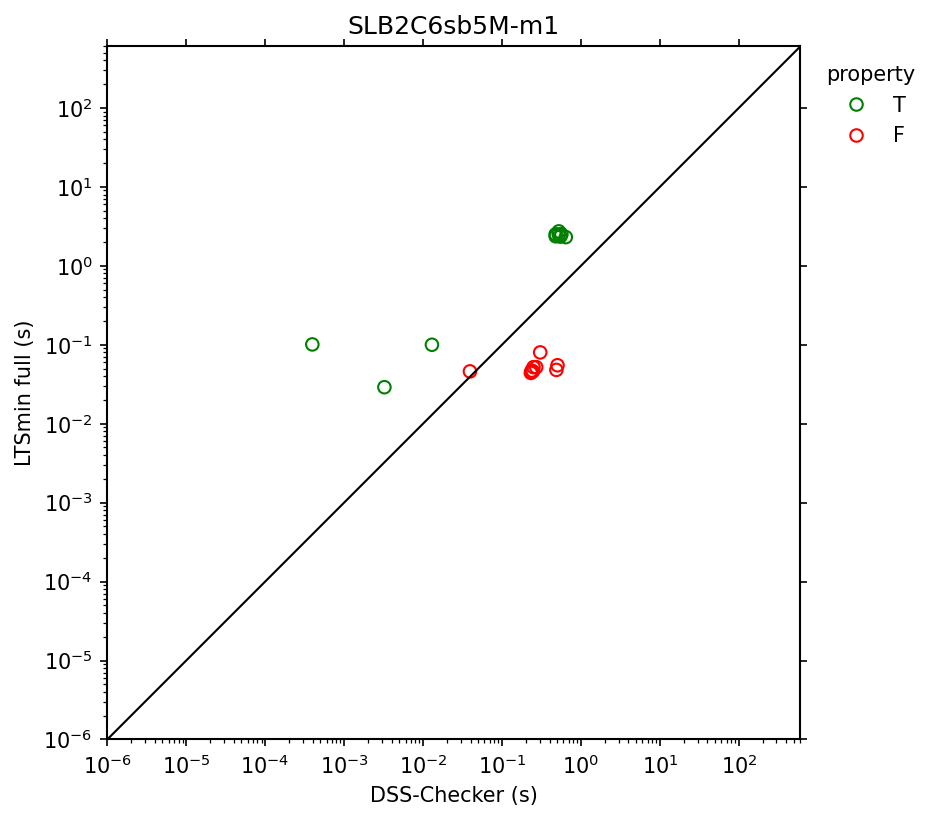 SLB2C6sb5M-m1
property
T
F
LTSmin full (s)
10²
10¹
10⁰
10⁻¹
10⁻²
10⁻³
10⁻⁴
10⁻⁵
10⁻⁶
10⁻⁶ 10⁻⁵ 10⁻⁴ 10⁻³ 10⁻² 10⁻¹ 10⁰ 10¹ 10²
DSS-Checker (s)